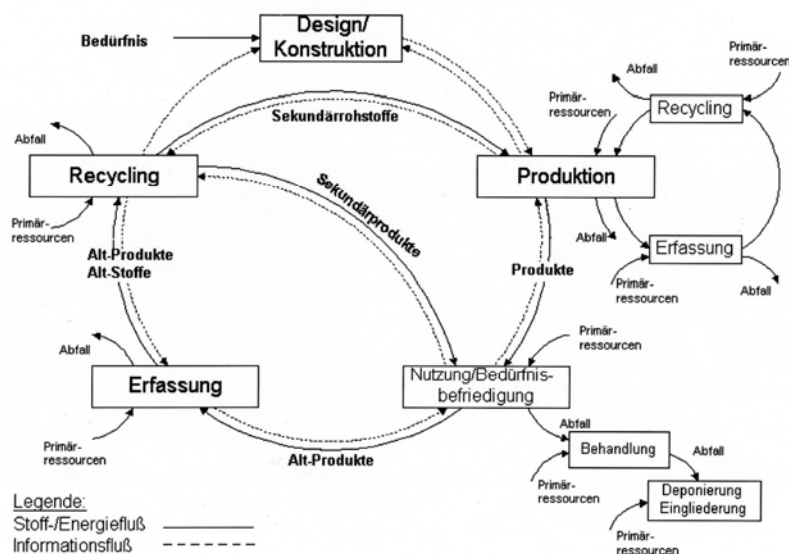 Design/
Konstruktion
Bedürfnis
Primär-
ressourcen
Abfall
Primär-
ressourcen
Recycling
Sekundärrohstoffe
Abfall
Recycling
Produktion
Sekundärprodukte
Primär-
ressourcen
Abfall
Erfassung
Alt-Produkte
Alt-Stoffe
Produkte
Primär-
ressourcen
Abfall
Primär-
ressourcen
Abfall
Erfassung
Nutzung/Bedürfnis-
befriedigung
Primär-
ressourcen
Abfall
Behandlung
Abfall
Alt-Produkte
Primär-
ressourcen
Deponierung
Eingliederung
Primär-
ressourcen
Legende:
Stoff-/Energiefluß
Informationsfluß